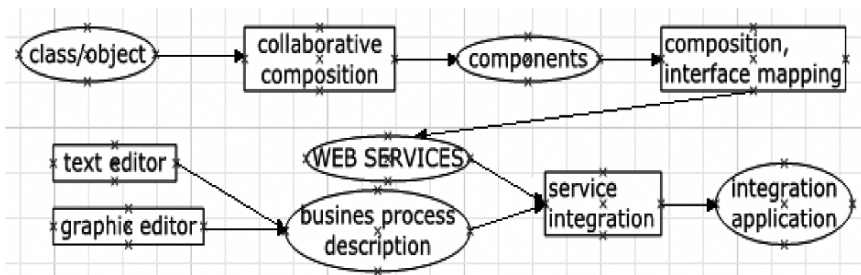 class/object
collaborative
composition
components
composition,
interface mapping
WEB SERVICES
text editor
graphic editor
busines process
description
service
integration
integration
application